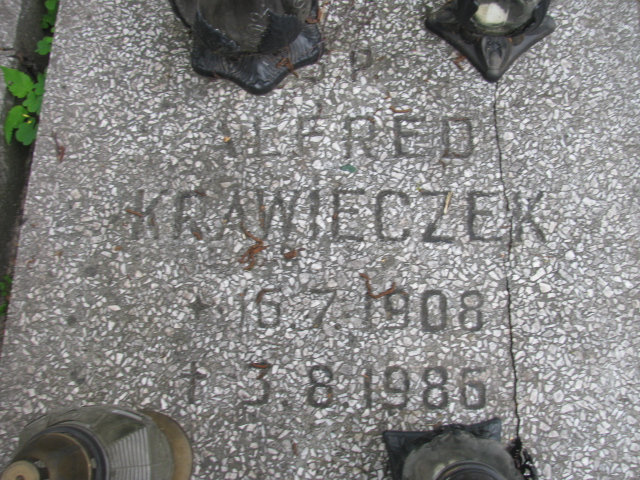 Ś P
ALFRED
KRAWIECZEK
* 16.7.1908
† 3.8.1986